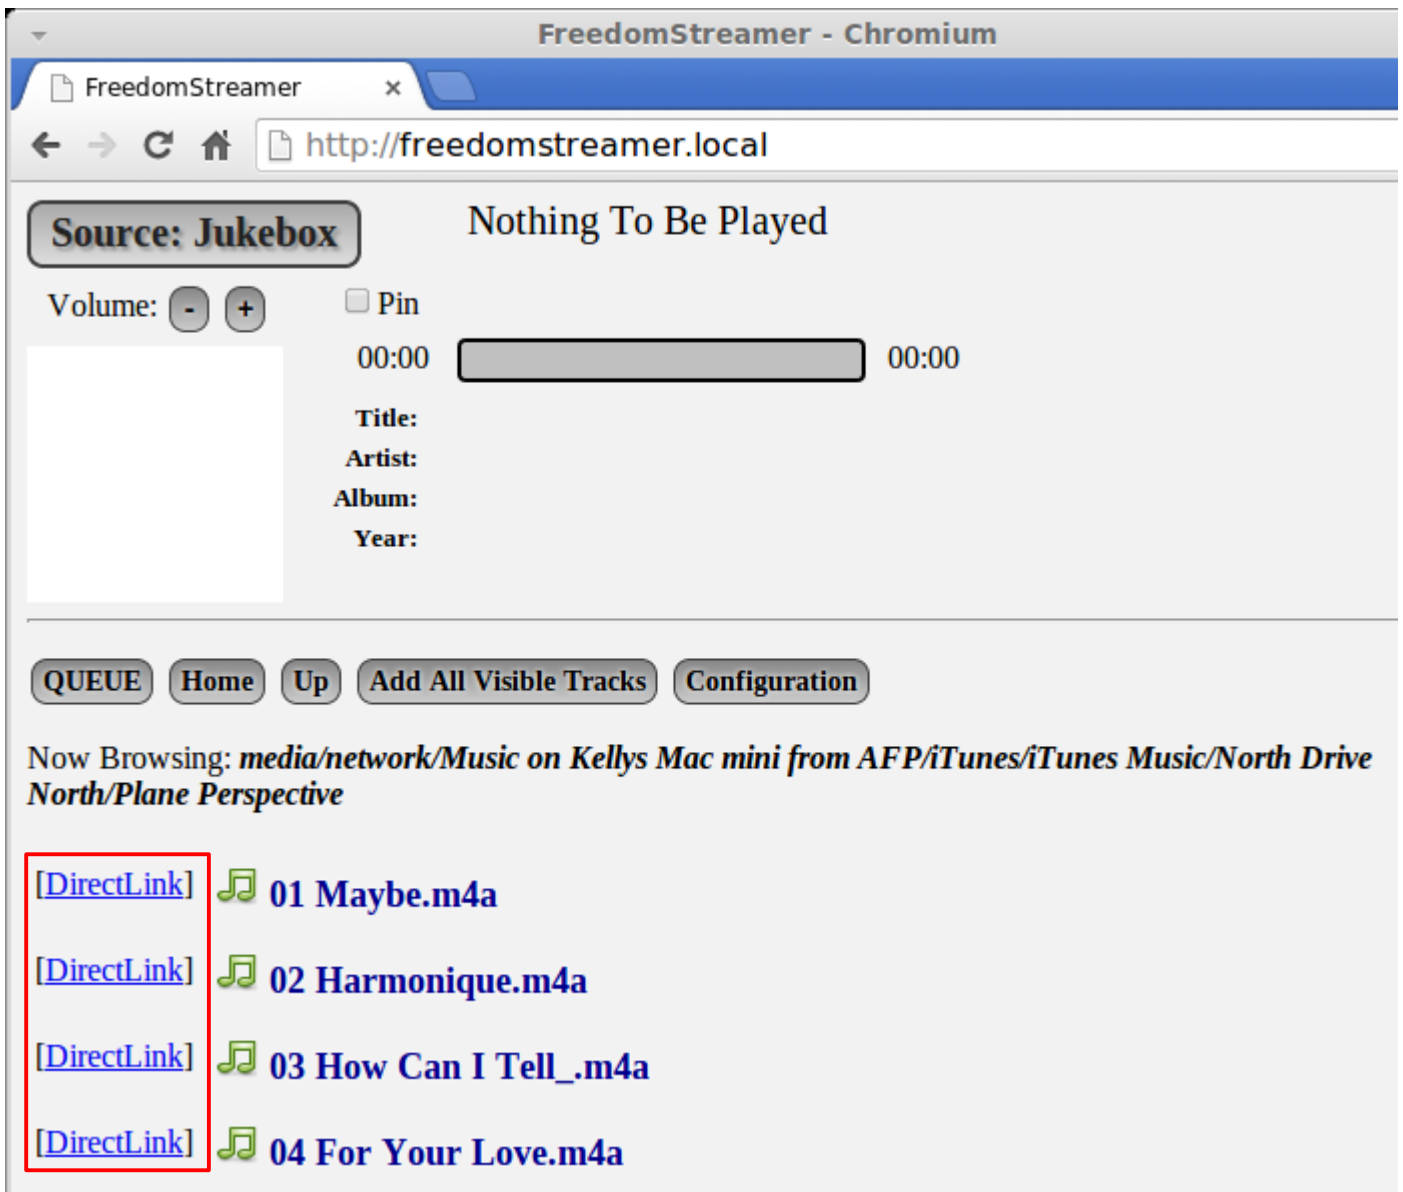 FreedomStreamer - Chromium
FreedomStreamer
http://freedomstreamer.local
Source: Jukebox
Nothing To Be Played
Volume: - +
Pin
00:00 00:00
Title:
Artist:
Album:
Year:
QUEUE Home Up Add All Visible Tracks Configuration
Now Browsing: media/network/Music on Kellys Mac mini from AFP/iTunes/iTunes Music/North Drive
North/Plane Perspective
[DirectLink] 01 Maybe.m4a
[DirectLink] 02 Harmonique.m4a
[DirectLink] 03 How Can I Tell_.m4a
[DirectLink] 04 For Your Love.m4a